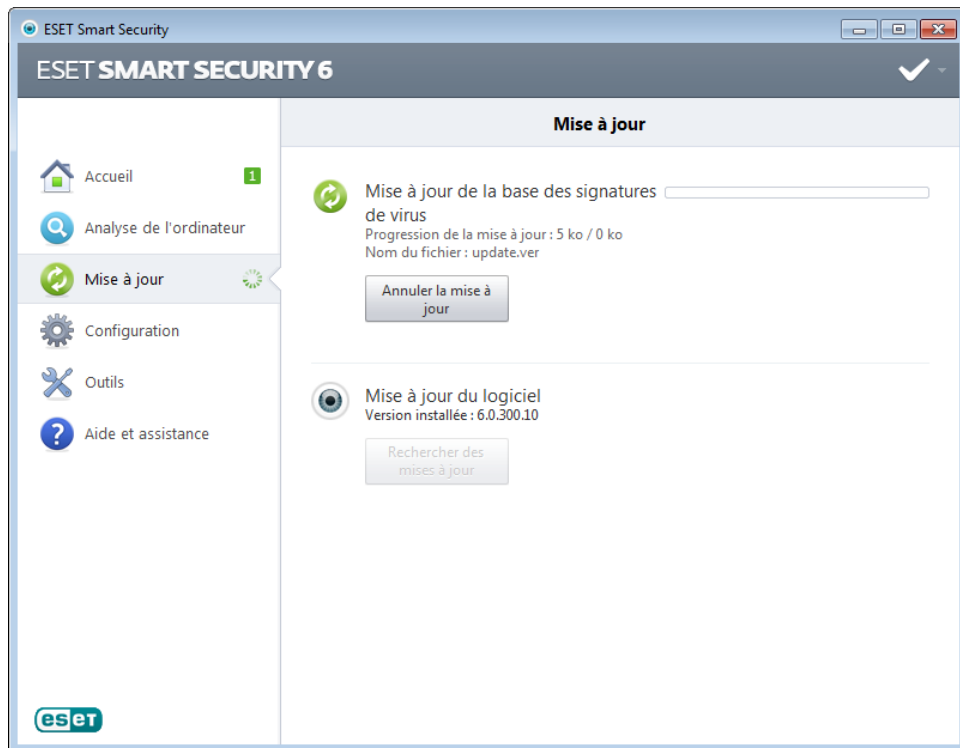 ESET Smart Security
ESET SMART SECURITY 6
Mise à jour
Accueil
1
Analyse de l'ordinateur
Mise à jour
Configuration
Outils
Aide et assistance
Mise à jour de la base des signatures
de virus
Progression de la mise à jour : 5 ko / 0 ko
Nom du fichier : update.ver
Annuler la mise à
jour
Mise à jour du logiciel
Version installée : 6.0.300.10
Rechercher des
mises à jour
eseT